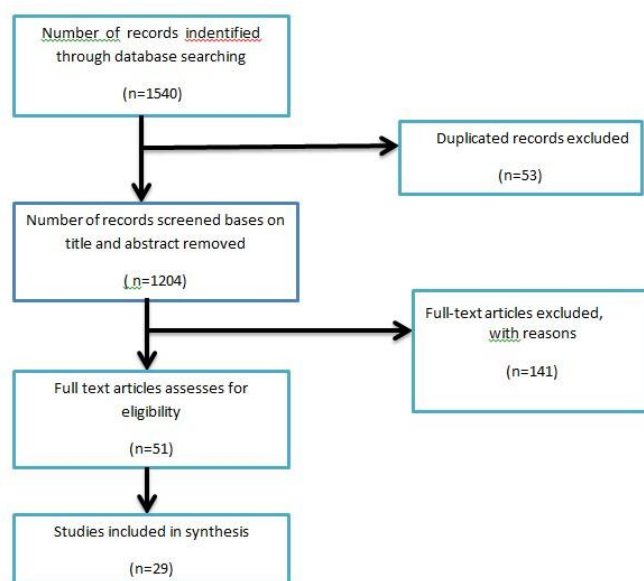 Number of records indentified
through database searching
(n=1540)
Duplicated records excluded
(n=53)
Number of records screened bases on
title and abstract removed
( n=1204)
Full-text articles excluded,
with reasons
(n=141)
Full text articles assesses for
eligibility
(n=51)
Studies included in synthesis
(n=29)